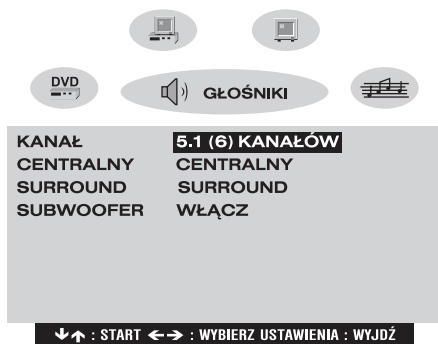 DVD
GŁOŚNIKI
KANAŁ 5.1 (6) KANAŁÓW
CENTRALNY CENTRALNY
SURROUND SURROUND
SUBWOOFER WŁĄCZ
↓↑ : START ←→ : WYBIERZ USTAWIENIA : WYJDŹ